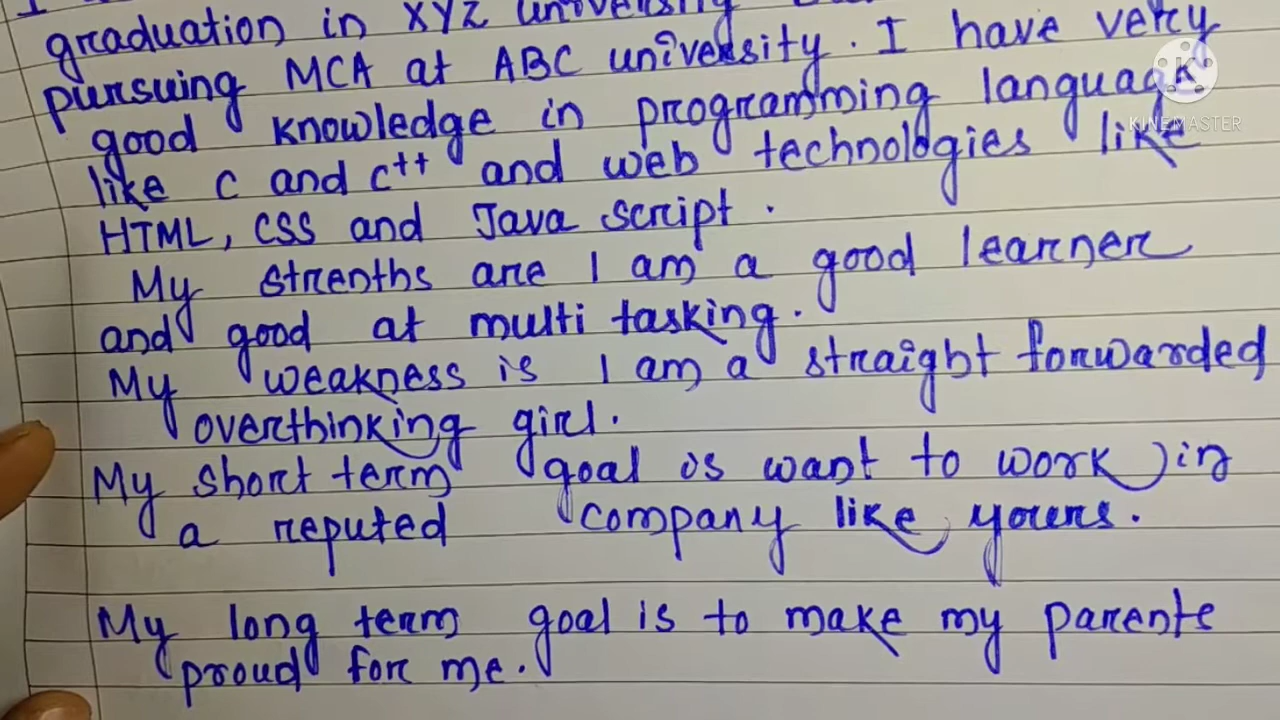 graduation in XYZ university
pursuing MCA at ABC university. I have very
good knowledge in programming language
like c and c++ and web technologies like
HTML, CSS and Java script.
My strenths are I am a good learner
and good at multi tasking.
My weakness is I am a straight forwarded
overthinking girl.
My short term goal is want to work in
a reputed company like yours.
My long term goal is to make my parents
proud for me.
KINEMASTER